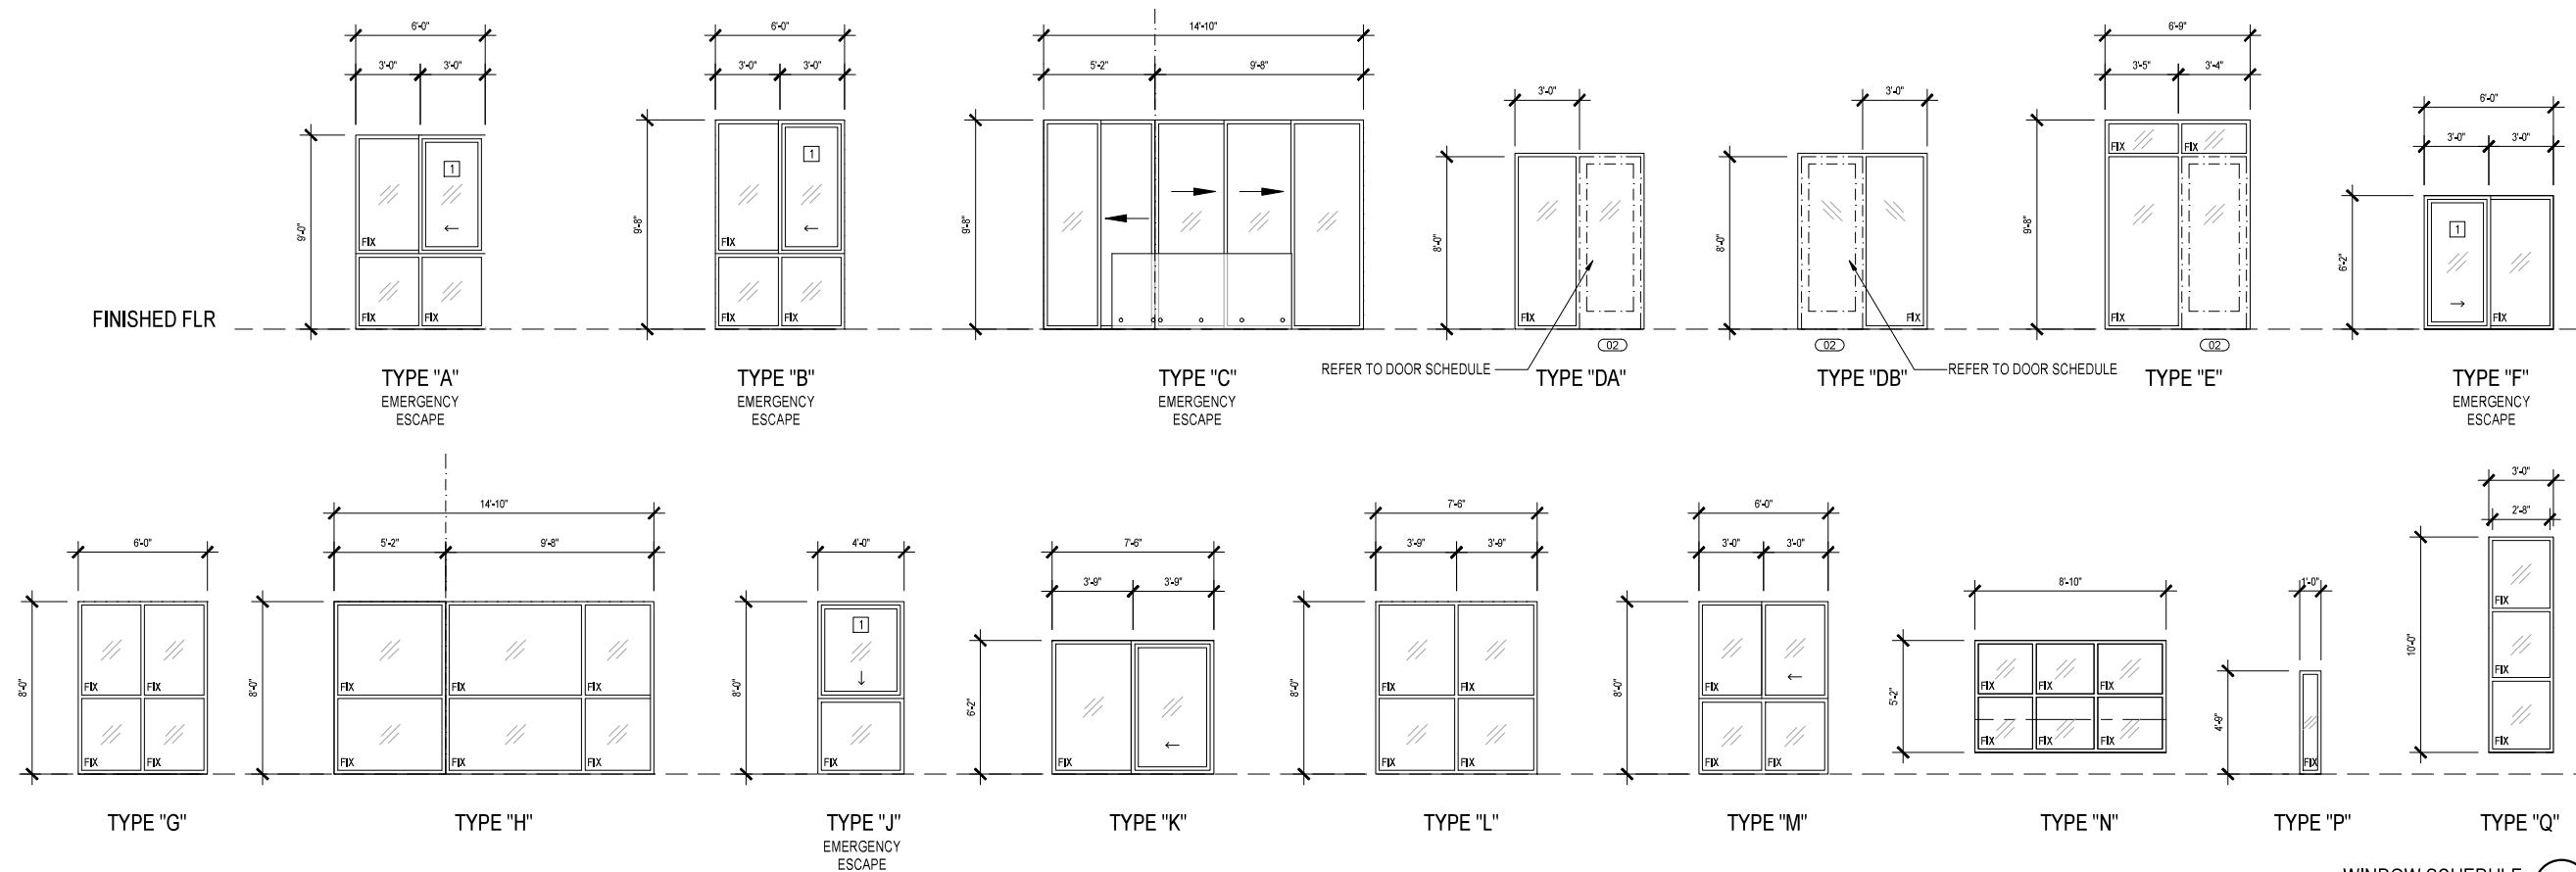 6'-0"
3'-0" 3'-0"
9'-0"
1
FIX
FIX FIX
TYPE "A"
EMERGENCY
ESCAPE
6'-0"
3'-0" 3'-0"
9'-8"
1
FIX
FIX FIX
TYPE "B"
EMERGENCY
ESCAPE
14'-10"
5'-2" 9'-8"
9'-8"
TYPE "C"
EMERGENCY
ESCAPE
3'-0"
8'-0"
FIX
02
REFER TO DOOR SCHEDULE
TYPE "DA"
3'-0"
8'-0"
FIX
02
REFER TO DOOR SCHEDULE
TYPE "DB"
6'-9"
3'-5" 3'-4"
9'-8"
FIX FIX
FIX
02
TYPE "E"
6'-0"
3'-0" 3'-0"
6'-2"
1
FIX
TYPE "F"
EMERGENCY
ESCAPE
FINISHED FLR
6'-0"
8'-0"
FIX FIX
FIX FIX
TYPE "G"
14'-10"
5'-2" 9'-8"
8'-0"
FIX FIX FIX
FIX FIX FIX
TYPE "H"
4'-0"
8'-0"
1
FIX
TYPE "J"
EMERGENCY
ESCAPE
7'-6"
3'-9" 3'-9"
6'-2"
FIX
TYPE "K"
7'-6"
3'-9" 3'-9"
8'-0"
FIX FIX
FIX FIX
TYPE "L"
6'-0"
3'-0" 3'-0"
8'-0"
FIX
FIX FIX
TYPE "M"
8'-10"
5'-2"
FIX FIX FIX
FIX FIX FIX
TYPE "N"
1'-0"
4'-9"
FIX
TYPE "P"
3'-0"
2'-8"
10'-0"
FIX
FIX
FIX
TYPE "Q"
WINDOW SCHEDULE